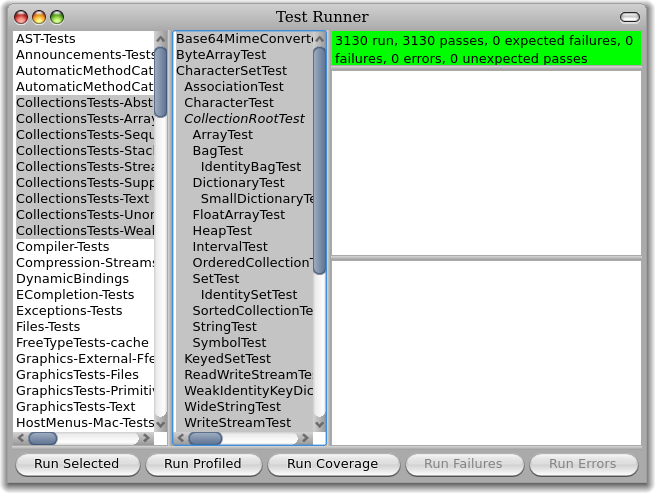 Test Runner
AST-Tests
Announcements-Tests
AutomaticMethodCat
AutomaticMethodCat
CollectionsTests-Abst
CollectionsTests-Array
CollectionsTests-Sequ
CollectionsTests-Stac
CollectionsTests-Strea
CollectionsTests-Supp
CollectionsTests-Text
CollectionsTests-Unor
CollectionsTests-Weal
Compiler-Tests
Compression-Streams
DynamicBindings
ECompletion-Tests
Exceptions-Tests
Files-Tests
FreeTypeTests-cache
Graphics-External-Ffe
GraphicsTests-Files
GraphicsTests-Primitiv
GraphicsTests-Text
HostMenus-Mac-Tests
Base64MimeConverte
ByteArrayTest
CharacterSetTest
AssociationTest
CharacterTest
CollectionRootTest
ArrayTest
BagTest
IdentityBagTest
DictionaryTest
SmallDictionaryTe
FloatArrayTest
HeapTest
IntervalTest
OrderedCollectionT
SetTest
IdentitySetTest
SortedCollectionTe
StringTest
SymbolTest
KeyedSetTest
ReadWriteStreamTe
WeakIdentityKeyDic
WideStringTest
WriteStreamTest
3130 run, 3130 passes, 0 expected failures, 0
failures, 0 errors, 0 unexpected passes
Run Selected
Run Profiled
Run Coverage
Run Failures
Run Errors